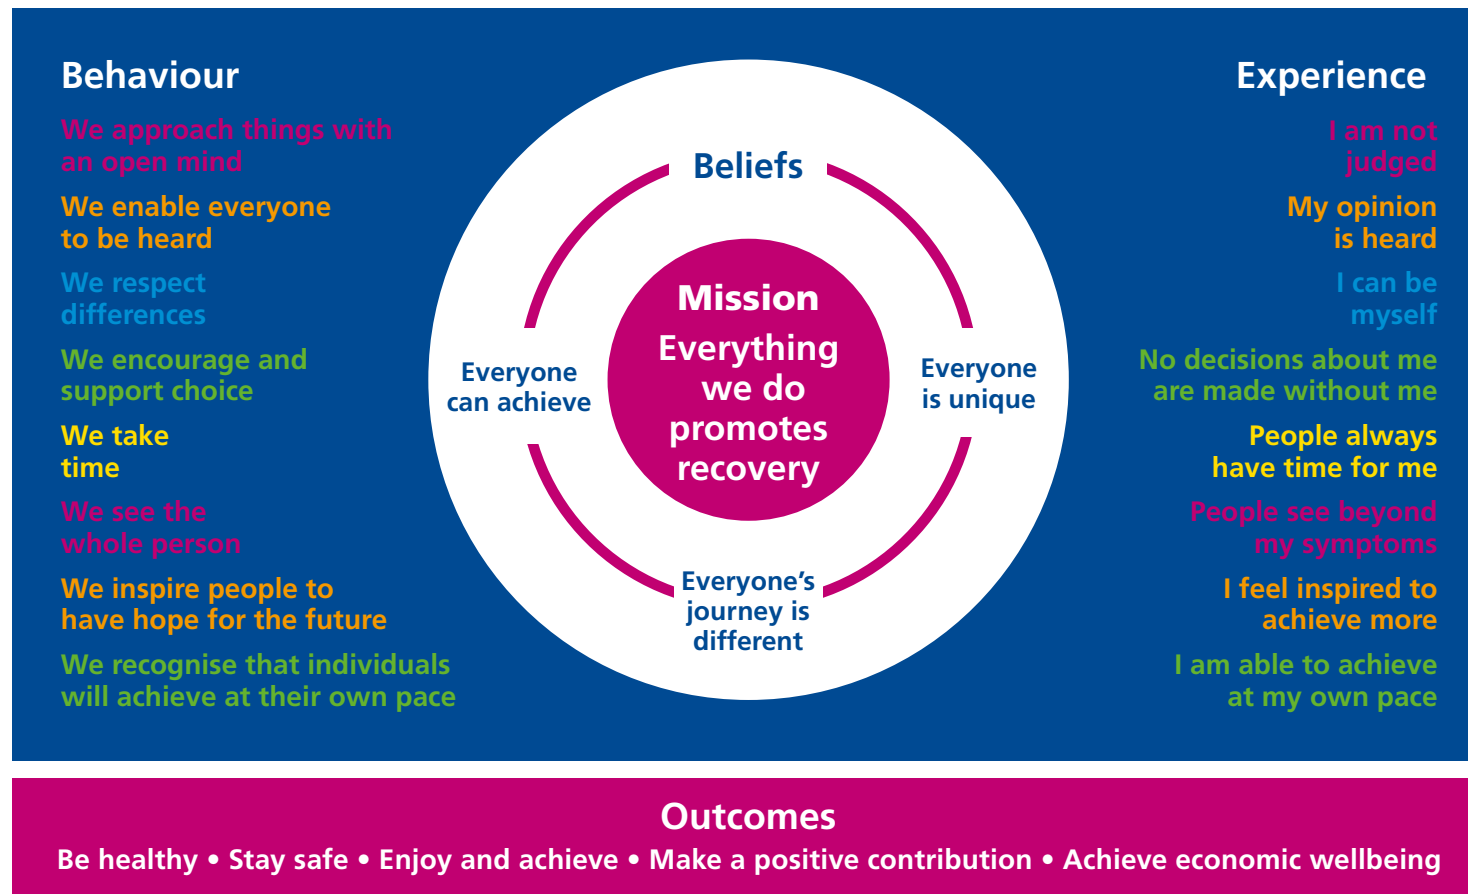 Behaviour
We approach things with
an open mind
We enable everyone
to be heard
We respect
differences
We encourage and
support choice
We take
time
We see the
whole person
We inspire people to
have hope for the future
We recognise that individuals
will achieve at their own pace
Beliefs
Everyone
can achieve
Mission
Everything
we do
promotes
recovery
Everyone
is unique
Everyone’s
journey is
different
Experience
I am not
judged
My opinion
is heard
I can be
myself
No decisions about me
are made without me
People always
have time for me
People see beyond
my symptoms
I feel inspired to
achieve more
I am able to achieve
at my own pace
Outcomes
Be healthy • Stay safe • Enjoy and achieve • Make a positive contribution • Achieve economic wellbeing